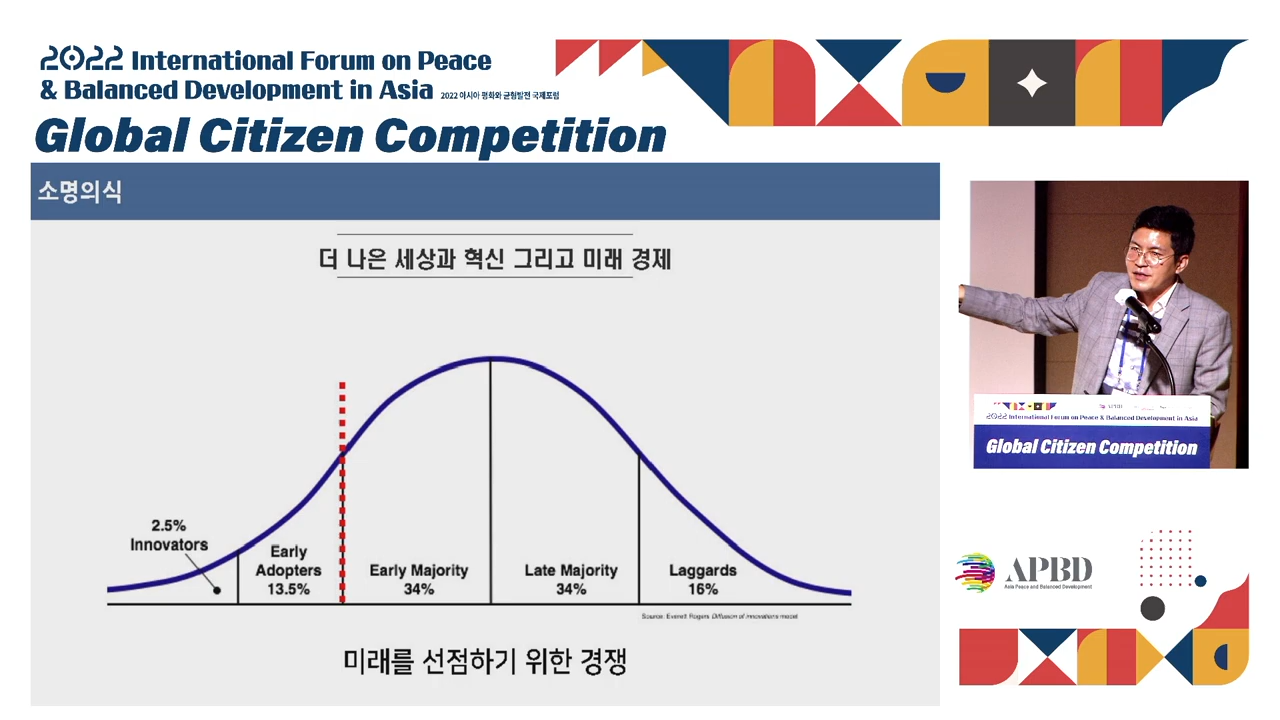 2022 International Forum on Peace
& Balanced Development in Asia 2022 아시아 평화와 균형발전 국제포럼
Global Citizen Competition
소명의식
더 나은 세상과 혁신 그리고 미래 경제
2.5%
Innovators
Early
Adopters
13.5%
Early Majority
34%
Late Majority
34%
Laggards
16%
Source: Everett Rogers Diffusion of innovations model
미래를 선점하기 위한 경쟁
2022 International Forum on Peace & Balanced Development in Asia
Global Citizen Competition
APBD
Asia Peace and Balanced Development